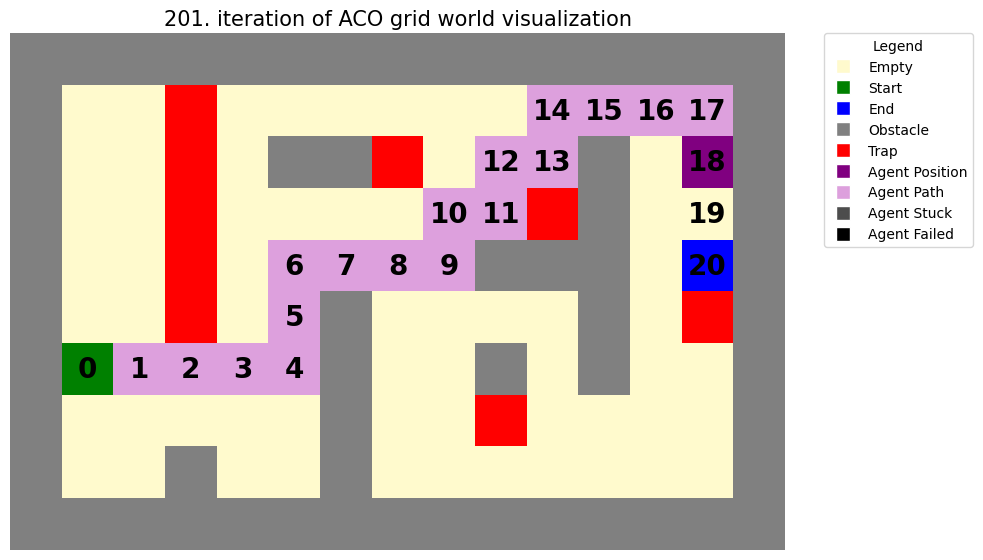 201. iteration of ACO grid world visualization
14 15 16 17
12 13 18
10 11 19
6 7 8 9 20
5
0 1 2 3 4
Legend
Empty
Start
End
Obstacle
Trap
Agent Position
Agent Path
Agent Stuck
Agent Failed